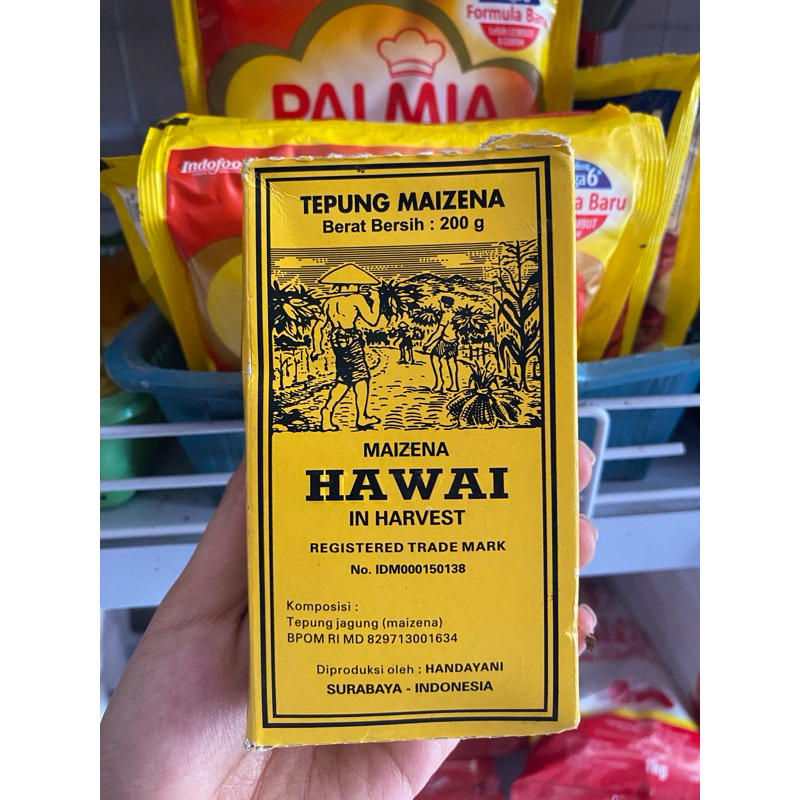 Formula Baru
PALMIA
Indofood
a Baru
TEPUNG MAIZENA
Berat Bersih : 200 g
MAIZENA
HAWAI
IN HARVEST
REGISTERED TRADE MARK
No. IDM000150138
Komposisi :
Tepung jagung (maizena)
BPOM RI MD 829713001634
Diproduksi oleh : HANDAYANI
SURABAYA - INDONESIA